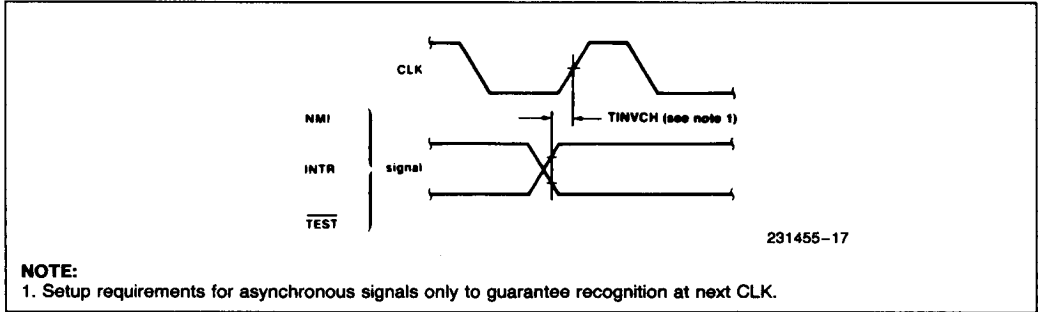 CLK
NMI
TINVCH (see note 1)
INTR
signal
TEST
231455-17
NOTE:
1. Setup requirements for asynchronous signals only to guarantee recognition at next CLK.